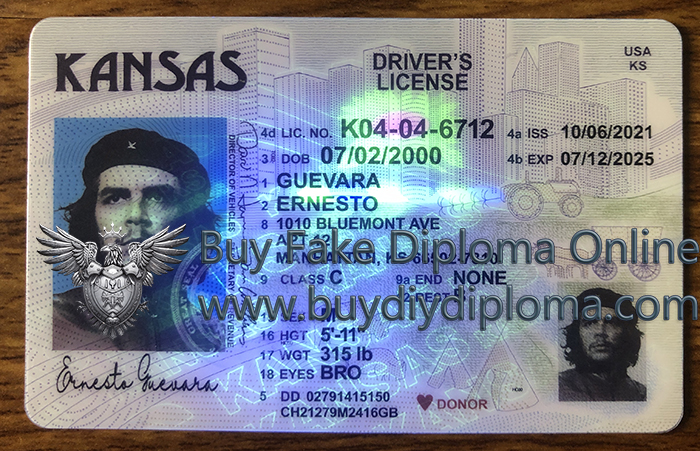 KANSAS
DRIVER'S
LICENSE
USA
KS
4d LIC. NO. K04-04-6712 4a ISS 10/06/2021
3 DOB 07/02/2000 4b EXP 07/12/2025
1 GUEVARA
2 ERNESTO
8 1010 BLUEMONT AVE
Buy Fake Diploma Online
9 CLASS C 9a END NONE
www.buydiydiploma.com
16 HGT 5'-11"
17 WGT 315 lb
18 EYES BRO
Ernesto Guevara
5 DD 02791415150
CH21279M2416GB
DONOR
DIRECTOR OF VEHICLES